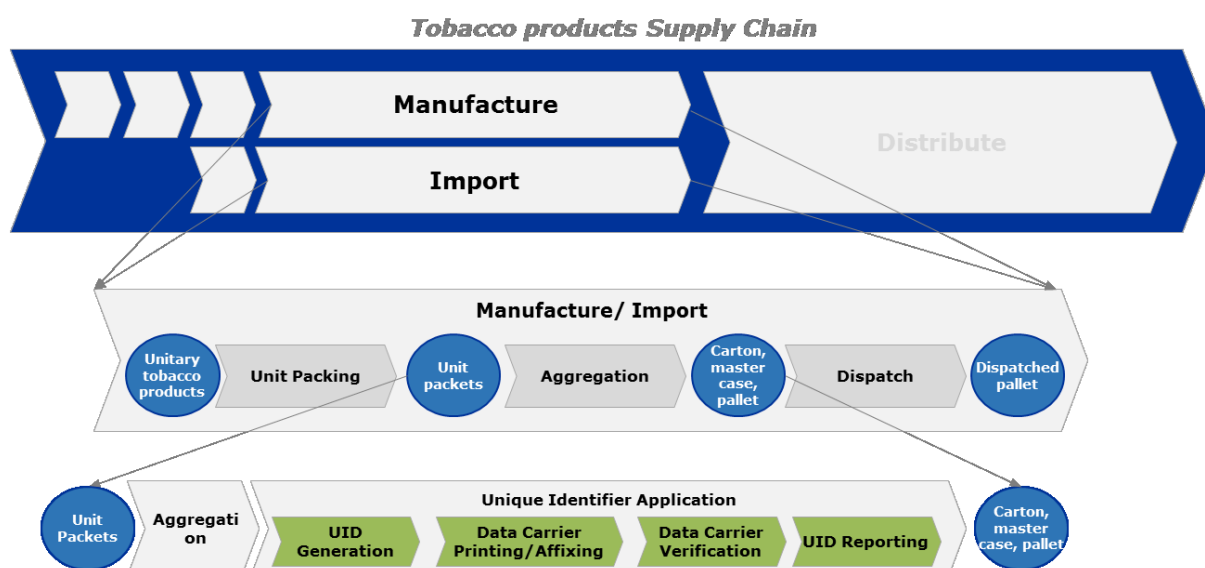 Tobacco products Supply Chain
Manufacture
Distribute
Import
Manufacture/ Import
Unitary
tobacco
products
Unit Packing
Unit
packets
Aggregation
Carton,
master
case,
pallet
Dispatch
Dispatched
pallet
Unit
Packets
Aggregati
on
Unique Identifier Application
UID
Generation
Data Carrier
Printing/Affixing
Data Carrier
Verification
UID Reporting
Carton,
master
case, pallet